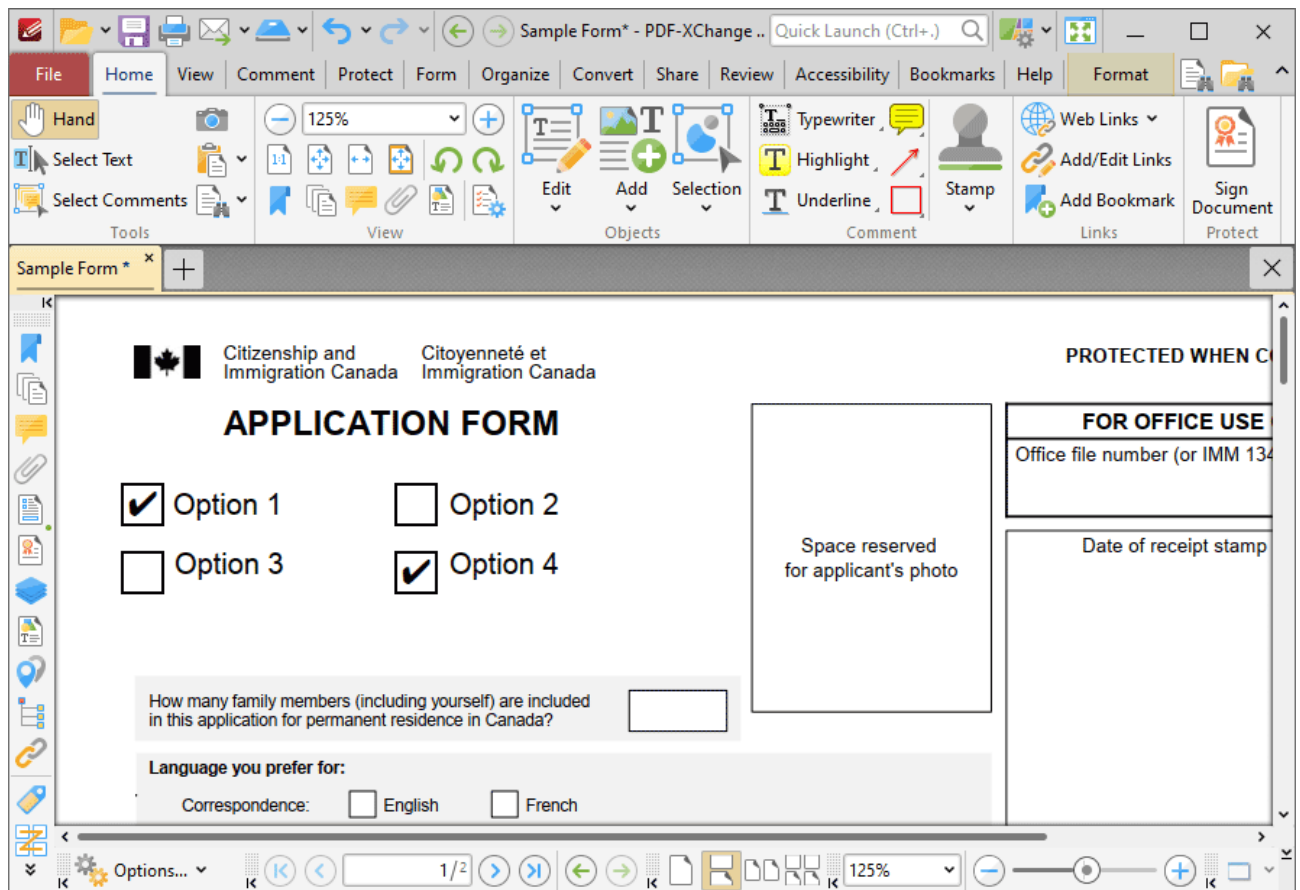 Sample Form* - PDF-XChange ..
Quick Launch (Ctrl+.)
File Home View Comment Protect Form Organize Convert Share Review Accessibility Bookmarks Help Format
Hand
Select Text
Select Comments
Tools
125%
1:1
View
Edit
Add
Selection
Objects
Typewriter
Highlight
Underline
Stamp
Comment
Web Links
Add/Edit Links
Add Bookmark
Links
Sign
Document
Protect
Sample Form *
Citizenship and
Immigration Canada
Citoyenneté et
Immigration Canada
PROTECTED WHEN
APPLICATION FORM
Option 1
Option 2
Option 3
Option 4
Space reserved
for applicant's photo
FOR OFFICE USE
Office file number (or IMM 134
Date of receipt stamp
How many family members (including yourself) are included
in this application for permanent residence in Canada?
Language you prefer for:
Correspondence: English French
Options...
1/2
125%